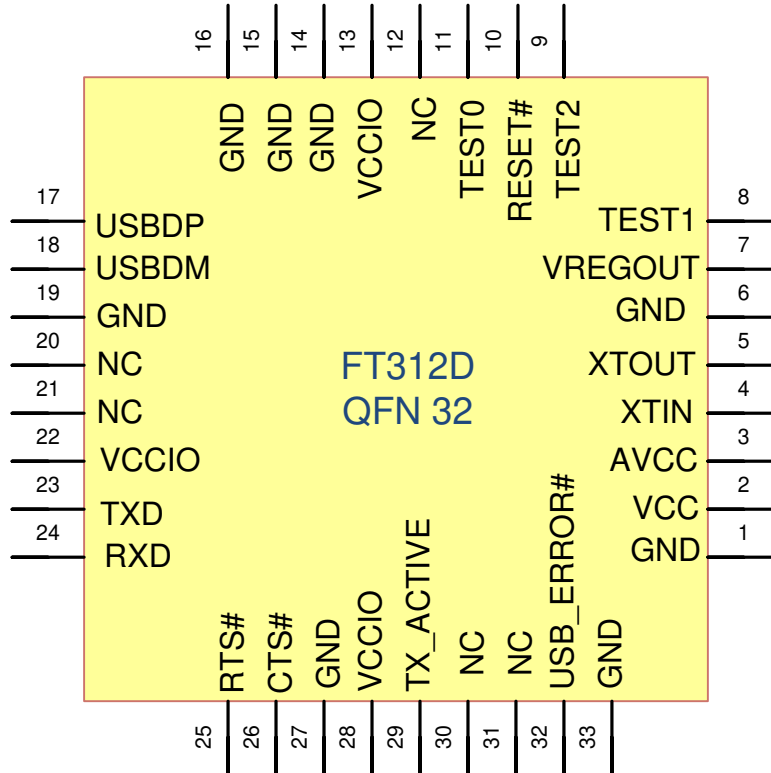 16 15 14 13 12 11 10 9
GND GND GND VCCIO NC TEST0 RESET# TEST2
17 USBDP
18 USBDM
19 GND
20 NC
21 NC
22 VCCIO
23 TXD
24 RXD
FT312D
QFN 32
TEST1 8
VREGOUT 7
GND 6
XTOUT 5
XTIN 4
AVCC 3
VCC 2
GND 1
RTS# CTS# GND VCCIO TX_ACTIVE NC NC USB_ERROR# GND
25 26 27 28 29 30 31 32 33